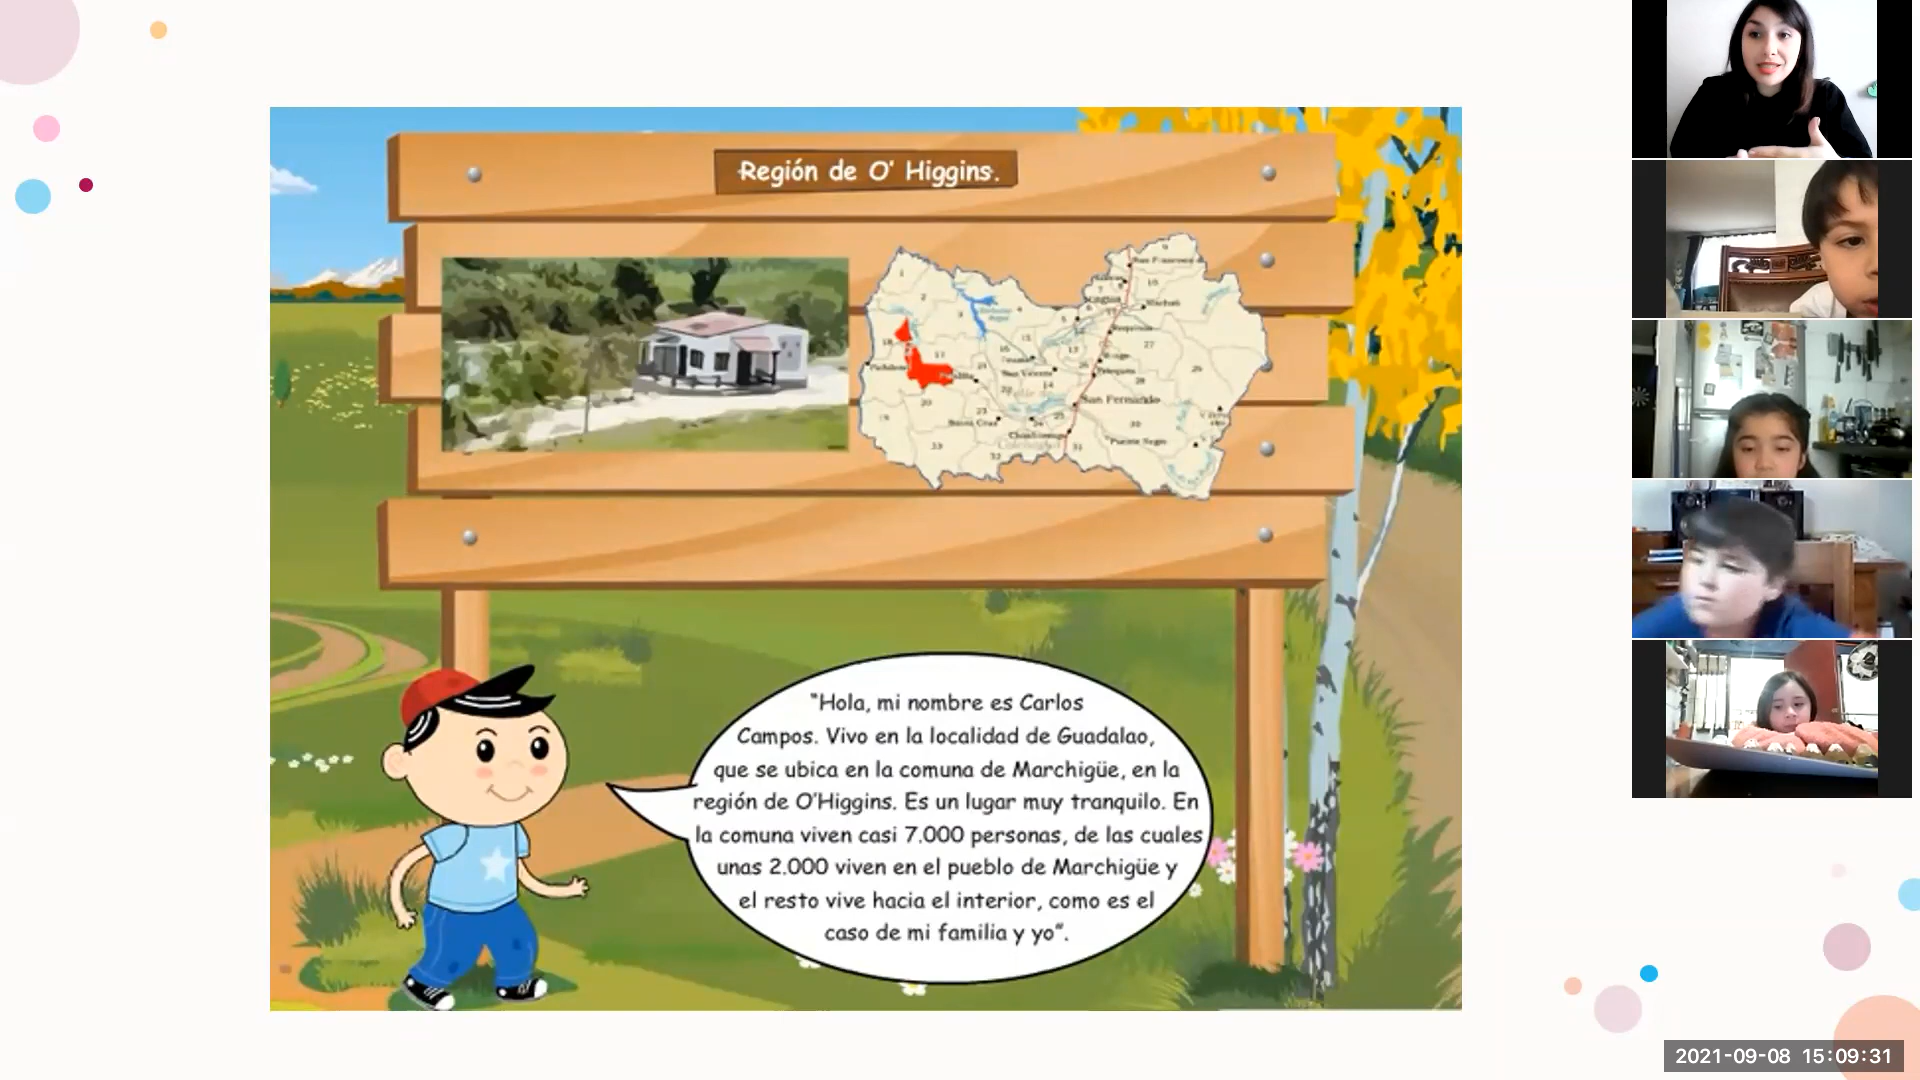 Región de O' Higgins.
San Fernando
"Hola, mi nombre es Carlos
Campos. Vivo en la localidad de Guadalao,
que se ubica en la comuna de Marchigüe, en la
región de O'Higgins. Es un lugar muy tranquilo. En
la comuna viven casi 7.000 personas, de las cuales
unas 2.000 viven en el pueblo de Marchigüe y
el resto vive hacia el interior, como es el
caso de mi familia y yo".
2021-09-08 15:09:31